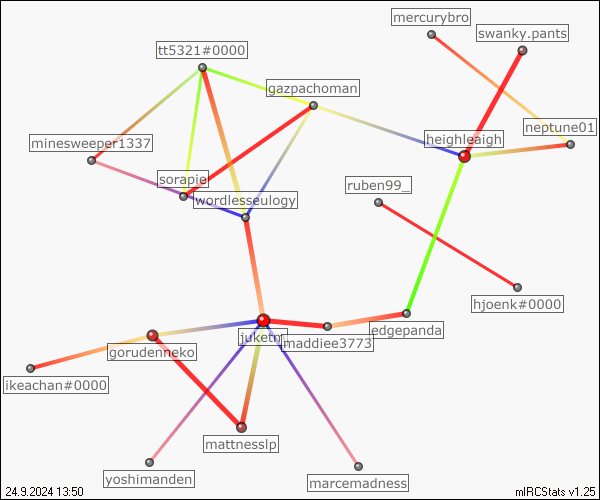 mercurybro
swanky.pants
tt5321#0000
gazpachoman
neptune01
heighleaigh
minesweeper1337
sorapie
ruben99_
wordlesseulogy
hjoenk#0000
edgepanda
maddiee3773
gorudenneko
ikeachan#0000
mattnesslp
yoshimanden
marcemadness
24.9.2024 13:50
mIRCStats v1.25